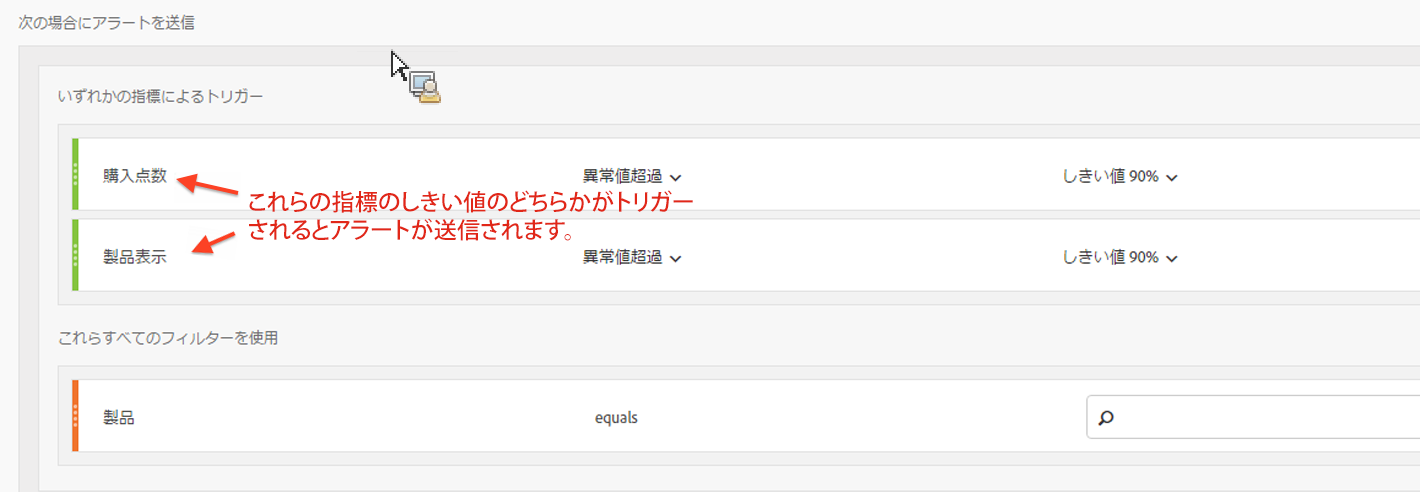 次の場合にアラートを送信
いずれかの指標によるトリガー
購入点数 異常値超過 しきい値 90%
これらの指標のしきい値のどちらかがトリガー
されるとアラートが送信されます。
製品表示 異常値超過 しきい値 90%
これらすべてのフィルターを使用
製品 equals